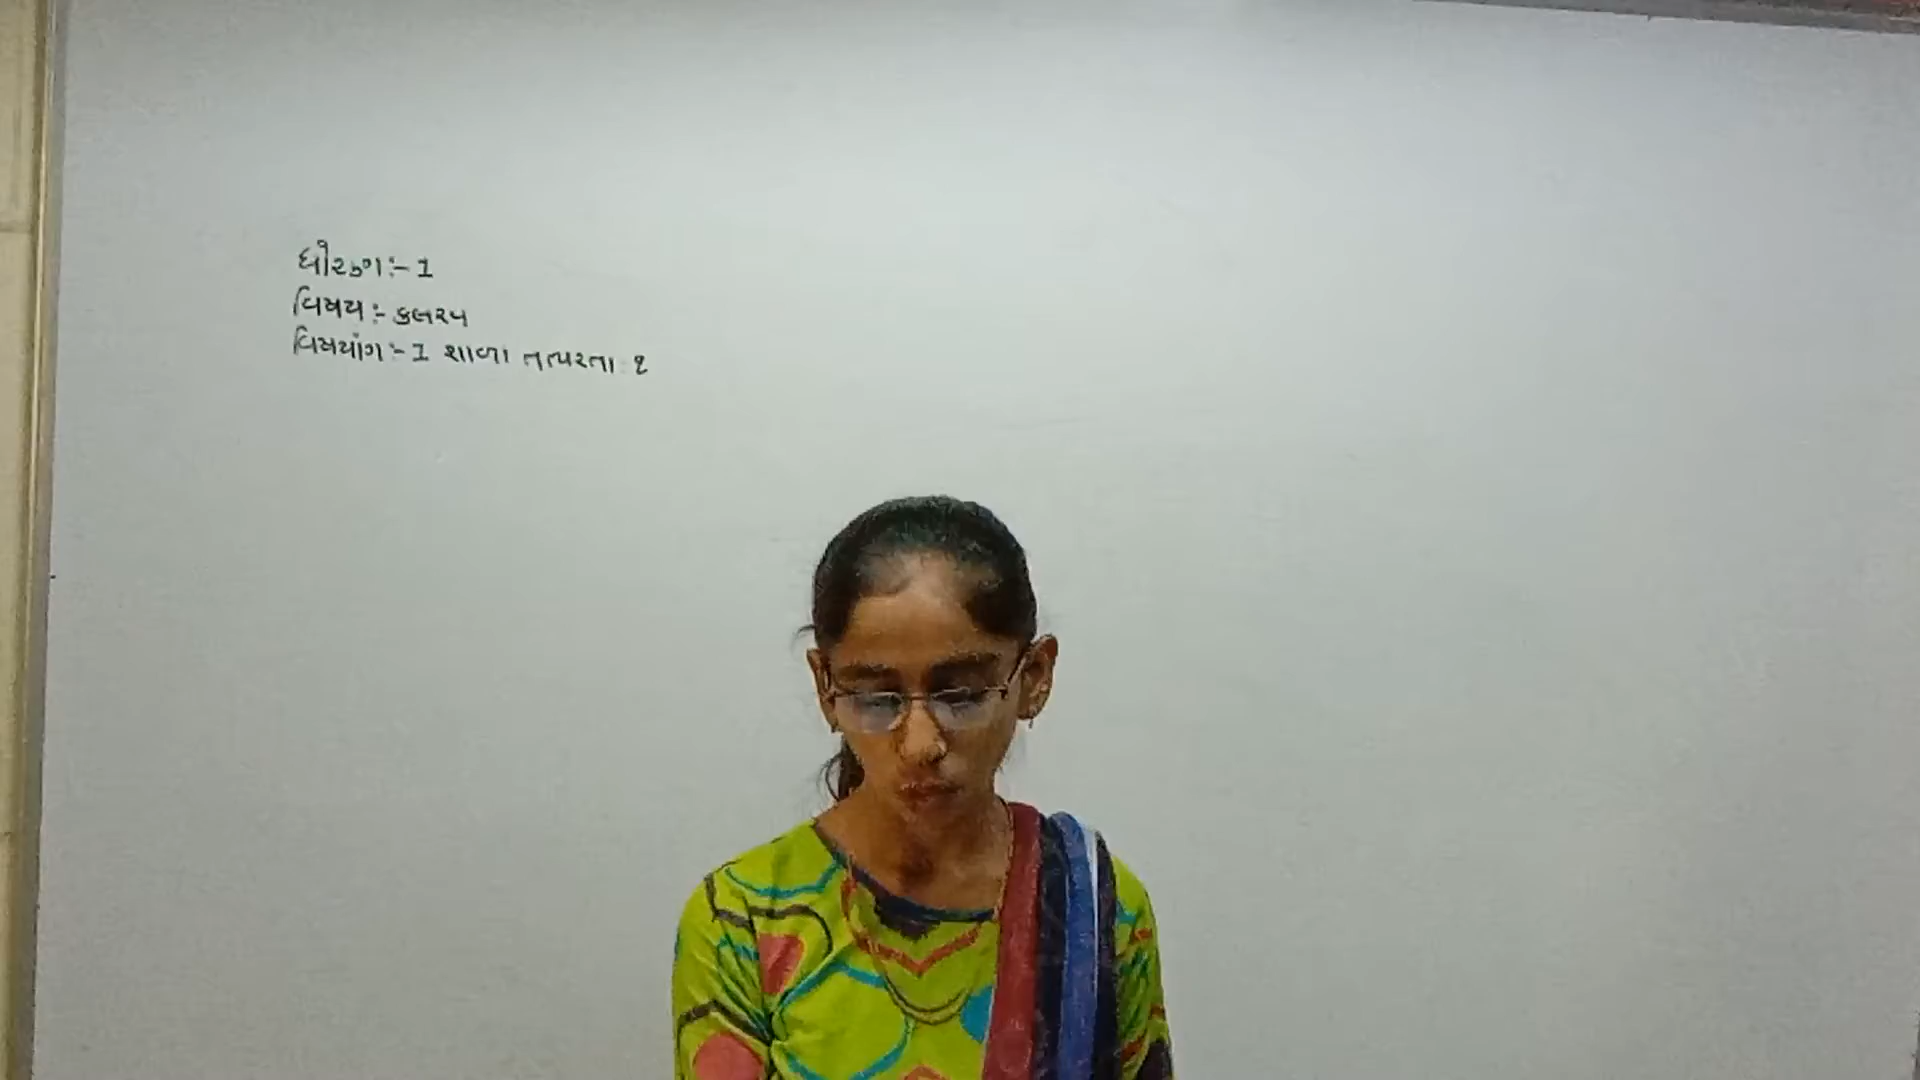 ધોરણ:- 1
વિષય:- કલરવ
વિષયાંગ:- 1 શાળા તત્પરતા : ૧